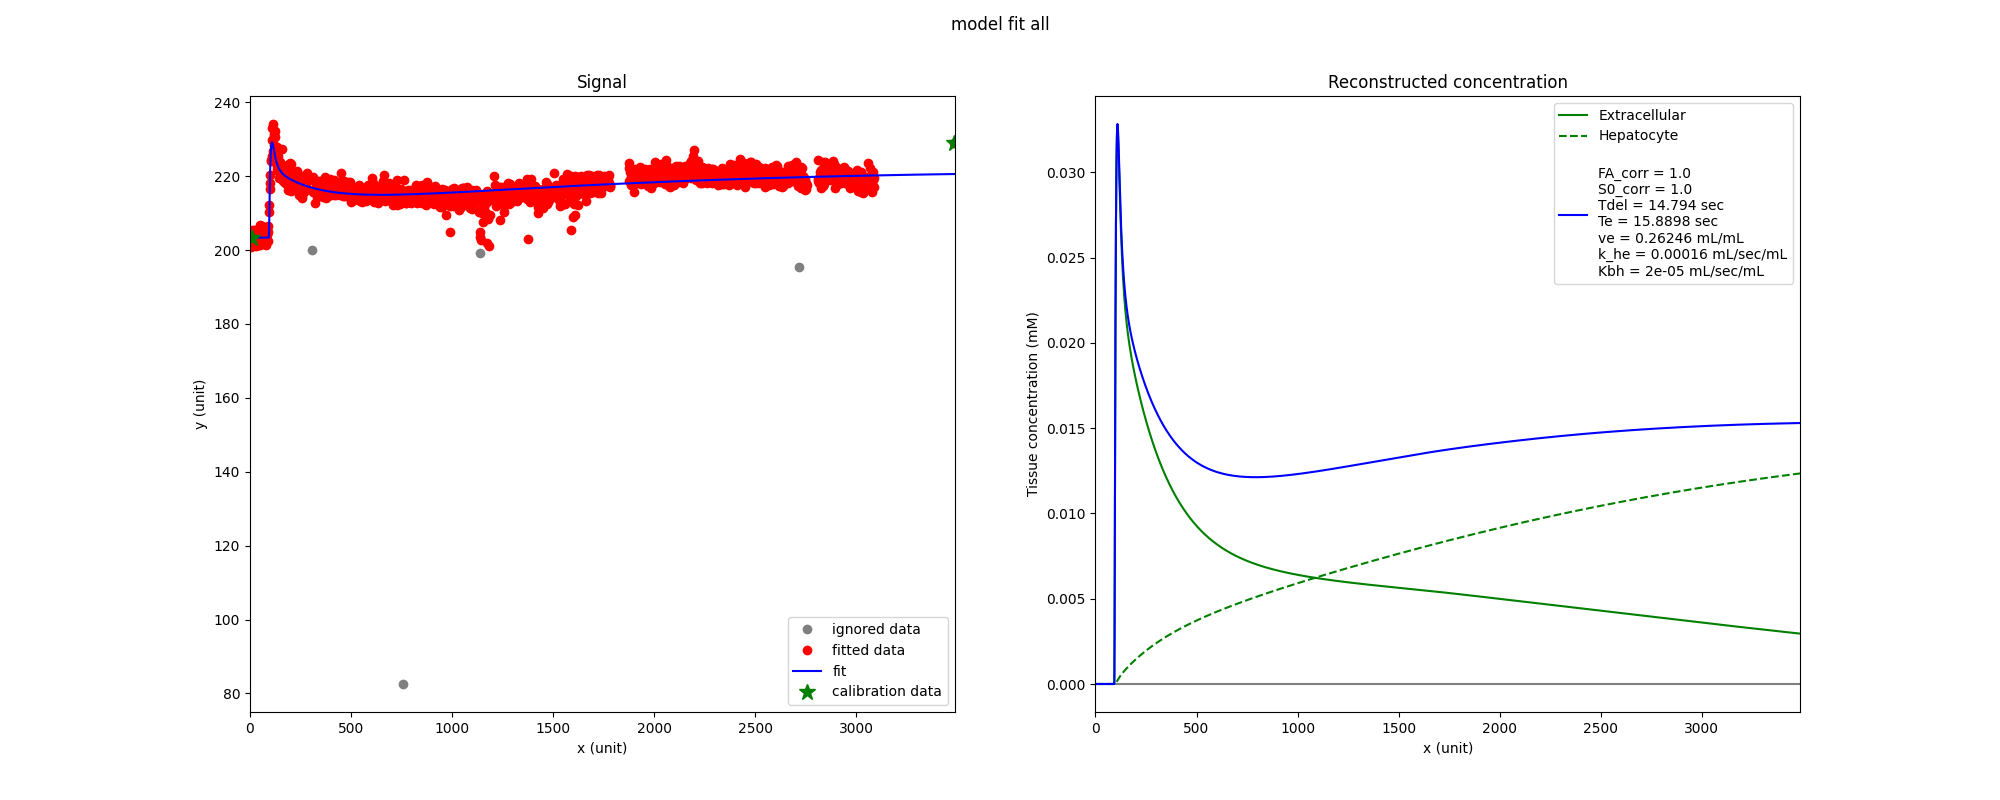 model fit all
Signal
240
220
200
180
160
140
120
100
80
y (unit)
0 500 1000 1500 2000 2500 3000
x (unit)
ignored data
fitted data
fit
calibration data
Reconstructed concentration
0.030
0.025
0.020
0.015
0.010
0.005
0.000
Tissue concentration (mM)
0 500 1000 1500 2000 2500 3000
x (unit)
Extracellular
Hepatocyte
FA_corr = 1.0
S0_corr = 1.0
Tdel = 14.794 sec
Te = 15.8898 sec
ve = 0.26246 mL/mL
k_he = 0.00016 mL/sec/mL
Kbh = 2e-05 mL/sec/mL